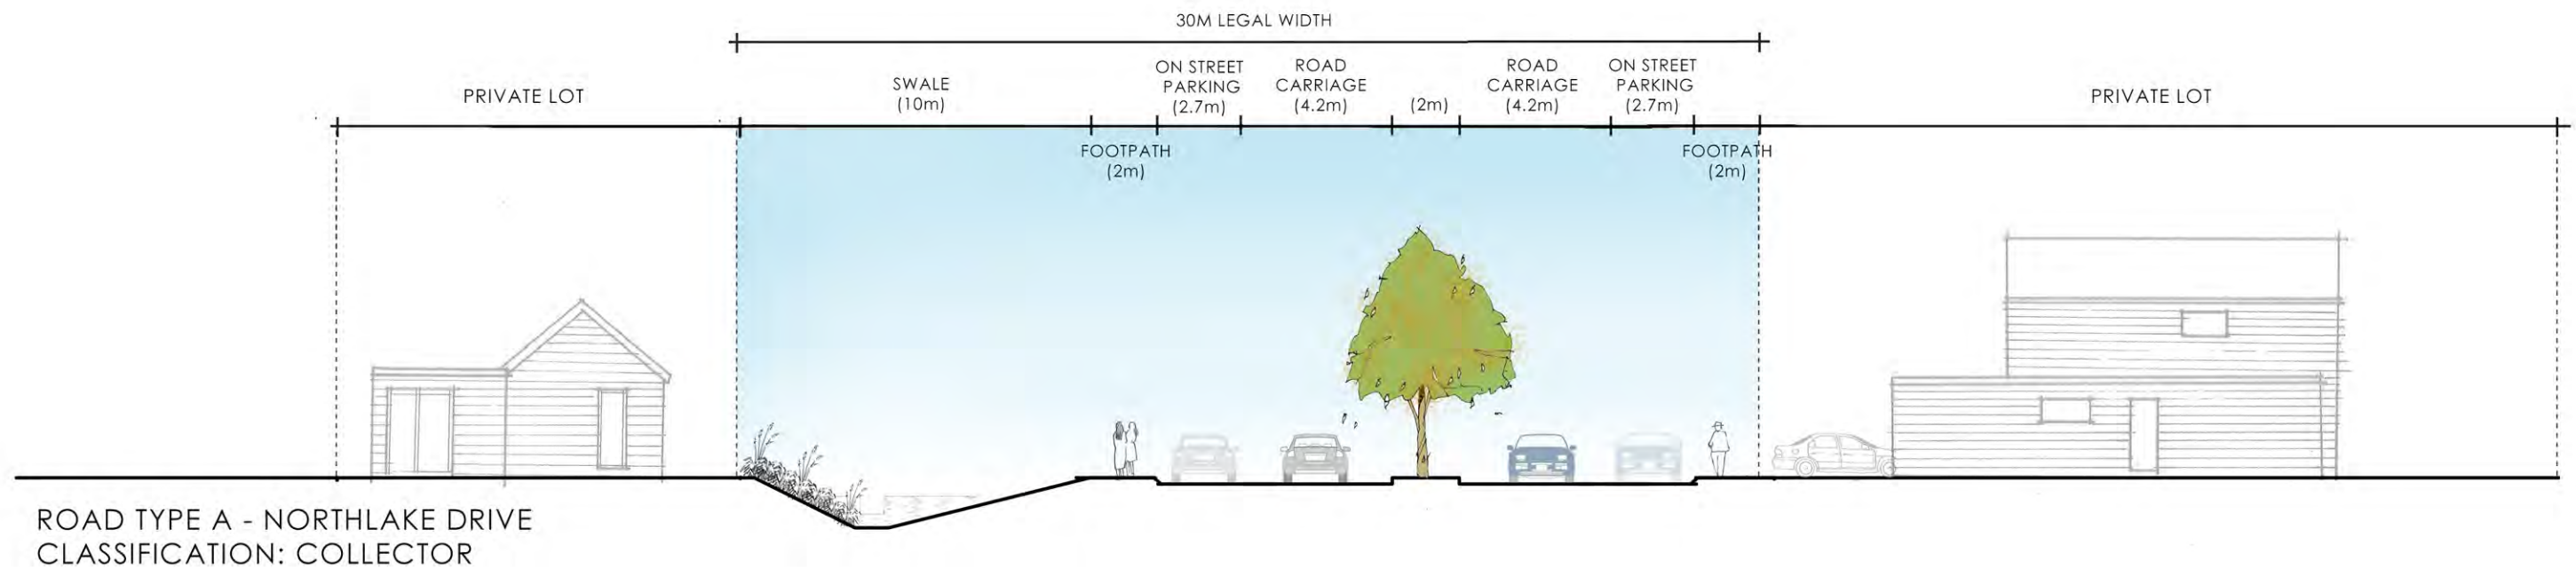 30M LEGAL WIDTH
PRIVATE LOT
SWALE
(10m)
ON STREET
PARKING
(2.7m)
ROAD
CARRIAGE
(4.2m)
(2m)
ROAD
CARRIAGE
(4.2m)
ON STREET
PARKING
(2.7m)
PRIVATE LOT
FOOTPATH
(2m)
FOOTPATH
(2m)
ROAD TYPE A - NORTHLAKE DRIVE
CLASSIFICATION: COLLECTOR